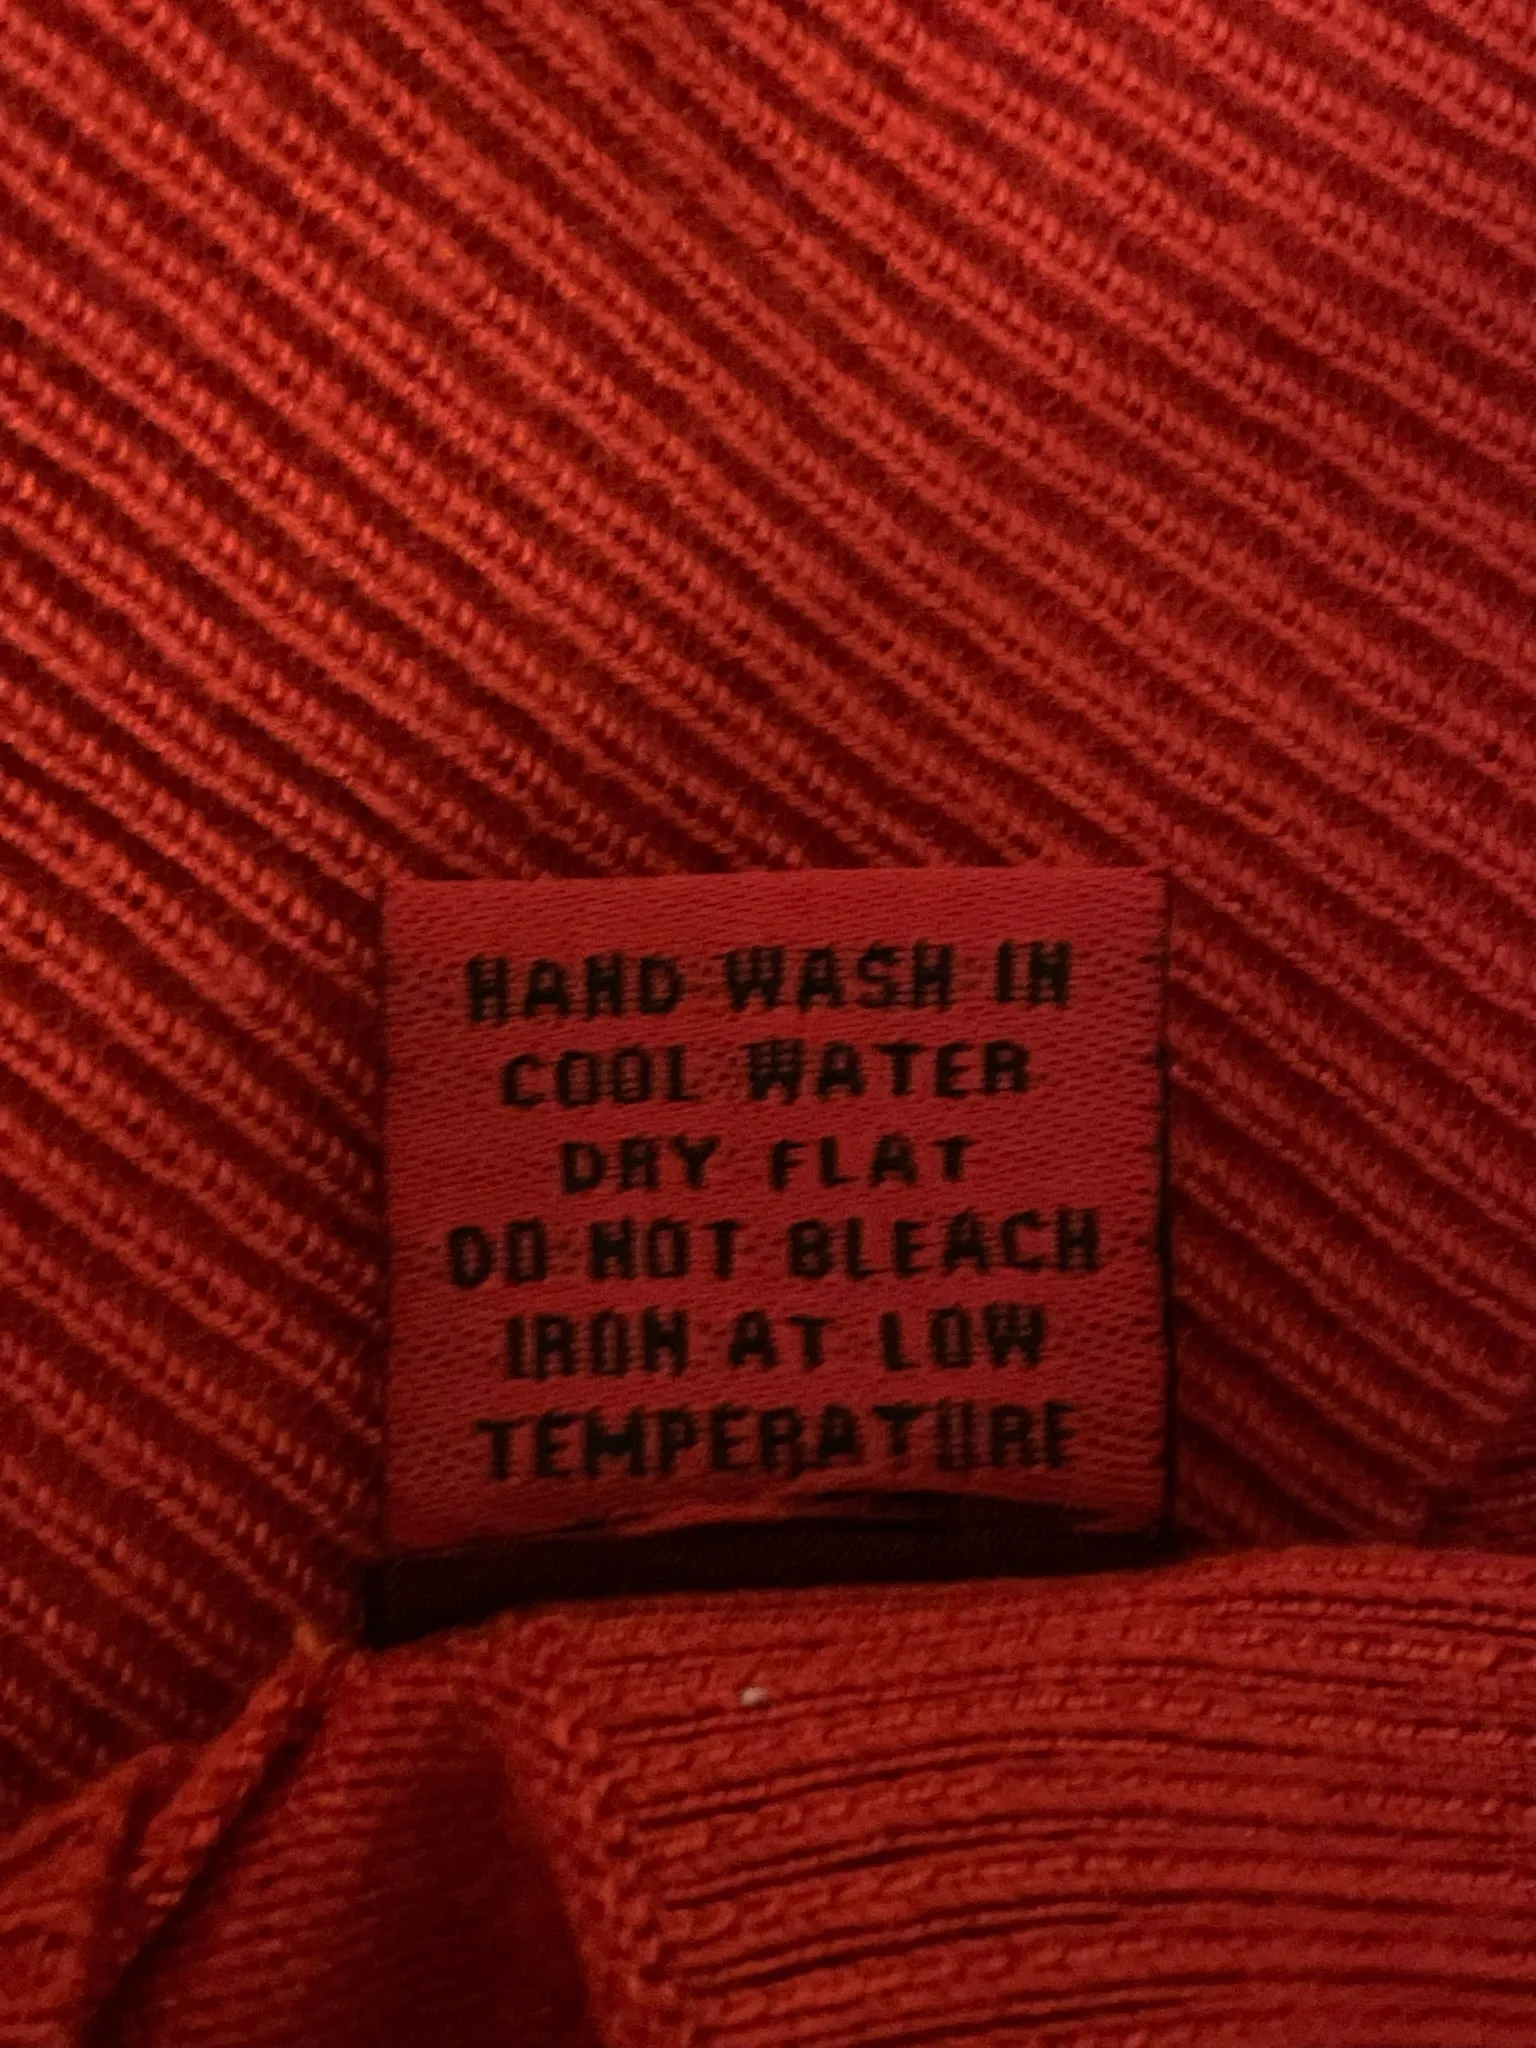 HAND WASH IN
COOL WATER
DRY FLAT
DO NOT BLEACH
IRON AT LOW
TEMPERATURE